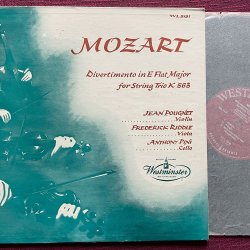 MOZART
Divertimento in E Flat Major
for String Trio K 563
JEAN POUGNET
Violin
FREDERICK RIDDLE
Viola
ANTHONY PINI
Cello
Westminster